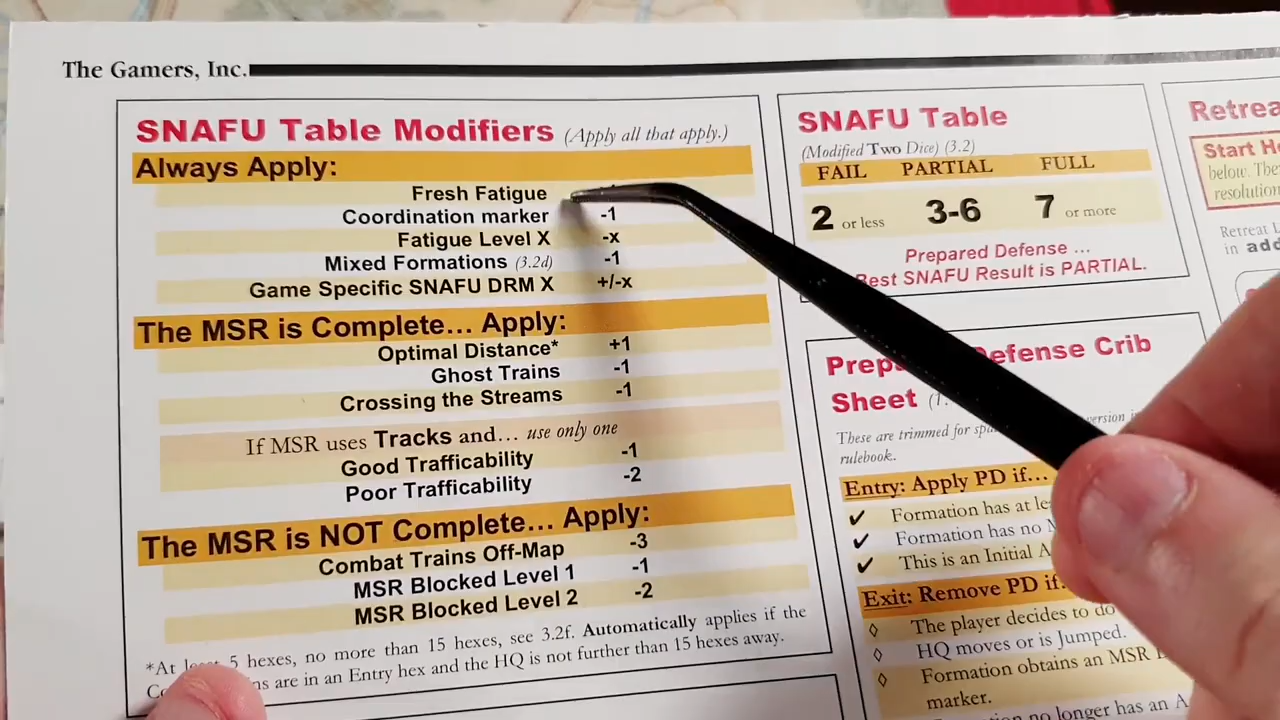 The Gamers, Inc.
SNAFU Table Modifiers (Apply all that apply.)
Always Apply:
Fresh Fatigue
Coordination marker -1
Fatigue Level X -x
Mixed Formations (3.2d) -1
Game Specific SNAFU DRM X +/-x
The MSR is Complete... Apply:
Optimal Distance* +1
Ghost Trains -1
Crossing the Streams -1
If MSR uses Tracks and... use only one
Good Trafficability -1
Poor Trafficability -2
The MSR is NOT Complete... Apply:
Combat Trains Off-Map -3
MSR Blocked Level 1 -1
MSR Blocked Level 2 -2
*At least 5 hexes, no more than 15 hexes, see 3.2f. Automatically applies if the
are in an Entry hex and the HQ is not further than 15 hexes away.
SNAFU Table
(Modified Two Dice) (3.2)
FAIL PARTIAL FULL
2 or less 3-6 7 or more
Prepared Defense ...
Best SNAFU Result is PARTIAL.
Prepared Defense Crib
Sheet
These are trimmed for
rulebook.
Entry: Apply PD if...
Formation has at
Formation has no
This is an Initial
Exit: Remove PD if
The player decides to do
HQ moves or is Jumped.
Formation obtains an MSR
marker.
no longer has an
Start
below. The
resolution
Retreat
in